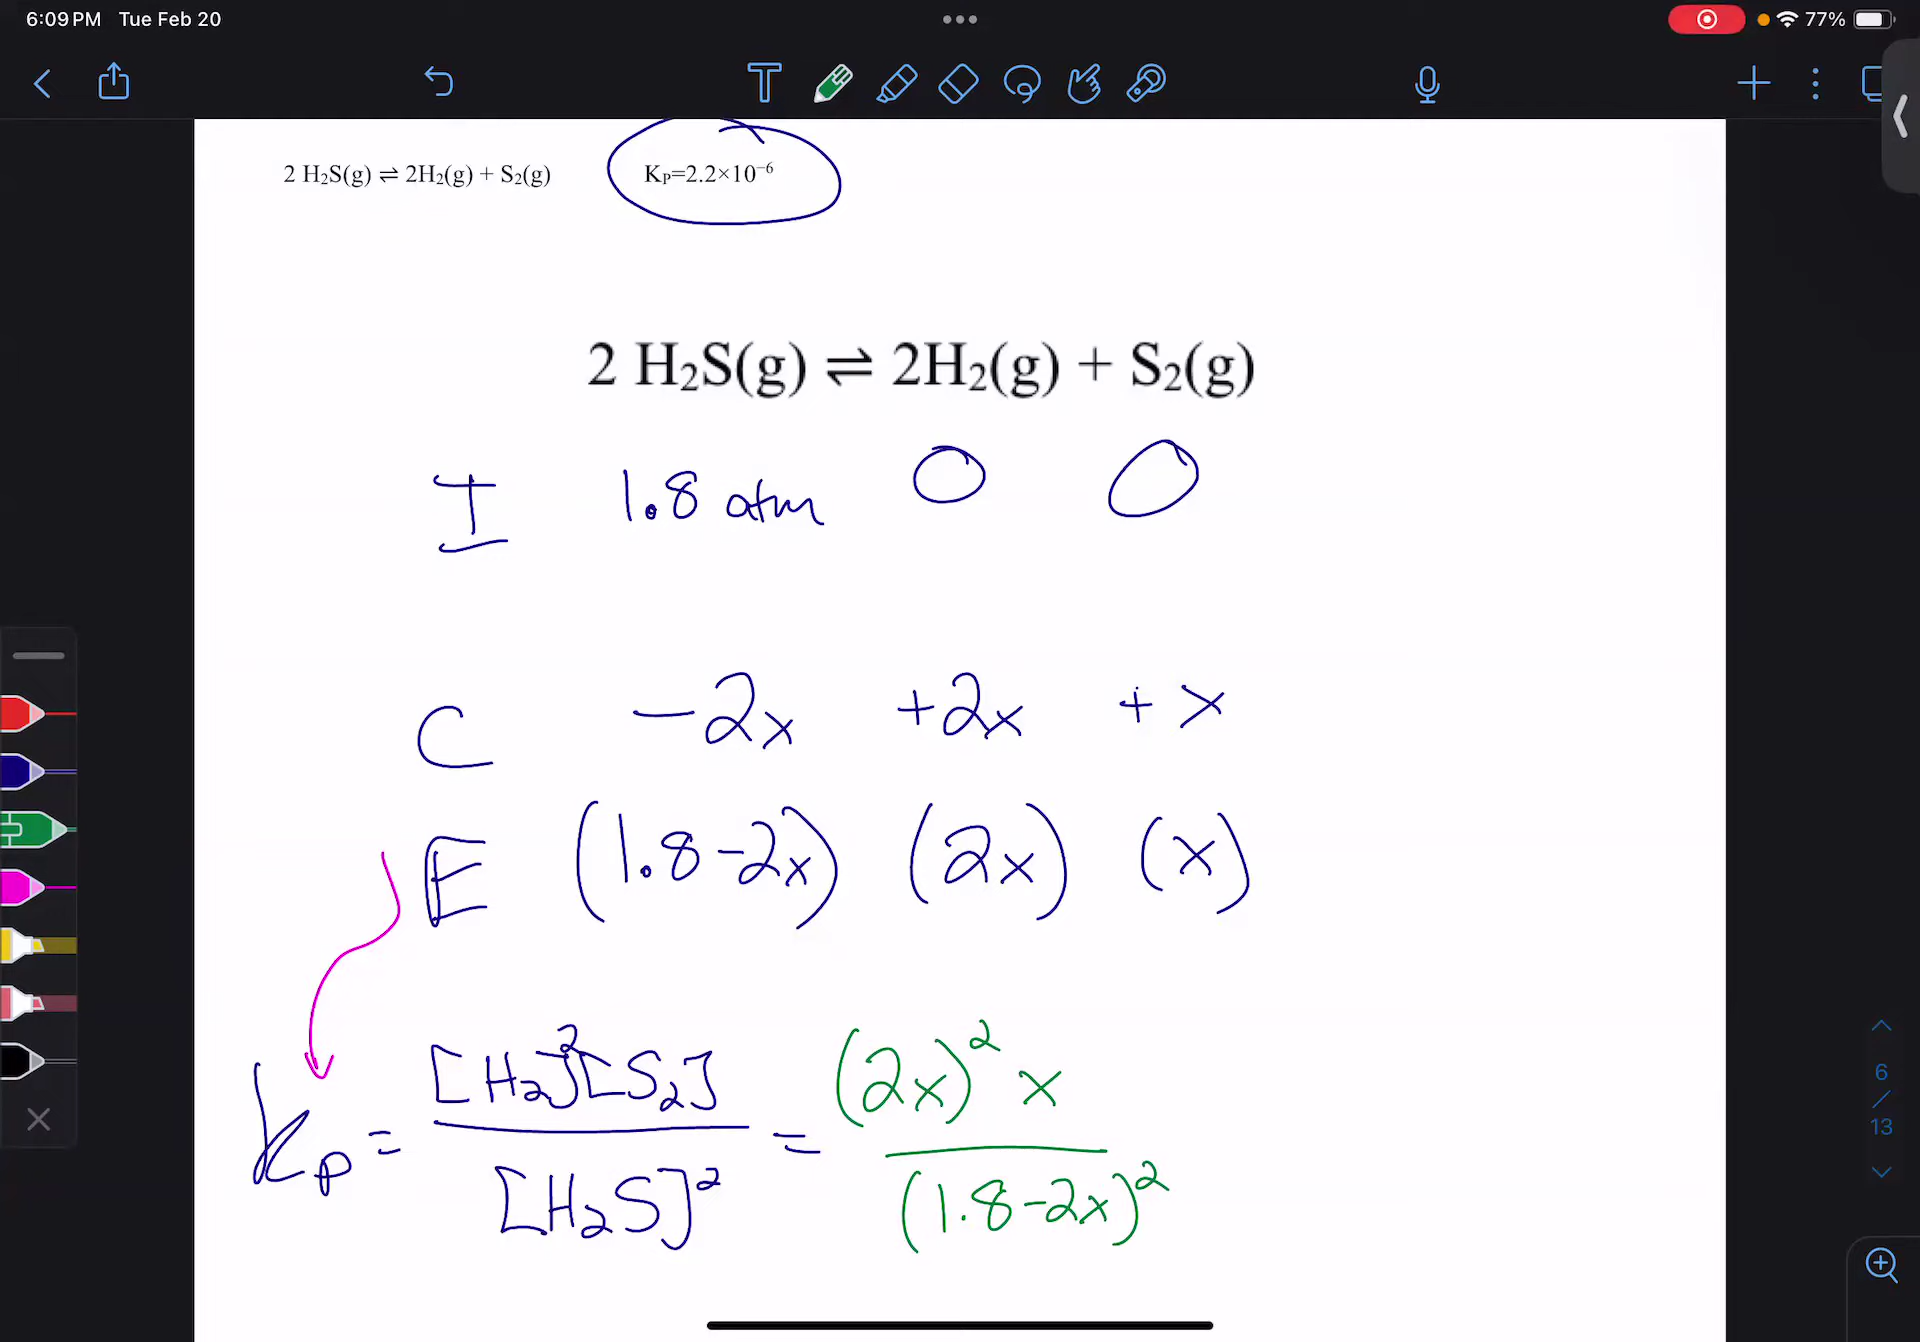 6:09 PM Tue Feb 20
77%
2 H₂S(g) ⇌ 2H₂(g) + S₂(g) Kₚ=2.2×10⁻⁶
2 H₂S(g) ⇌ 2H₂(g) + S₂(g)
I 1.8 atm 0 0
C -2x +2x + x
E (1.8-2x) (2x) (x)
Kp = [H₂]²[S₂] / [H₂S]² = (2x)² x / (1.8-2x)²
6
/
13